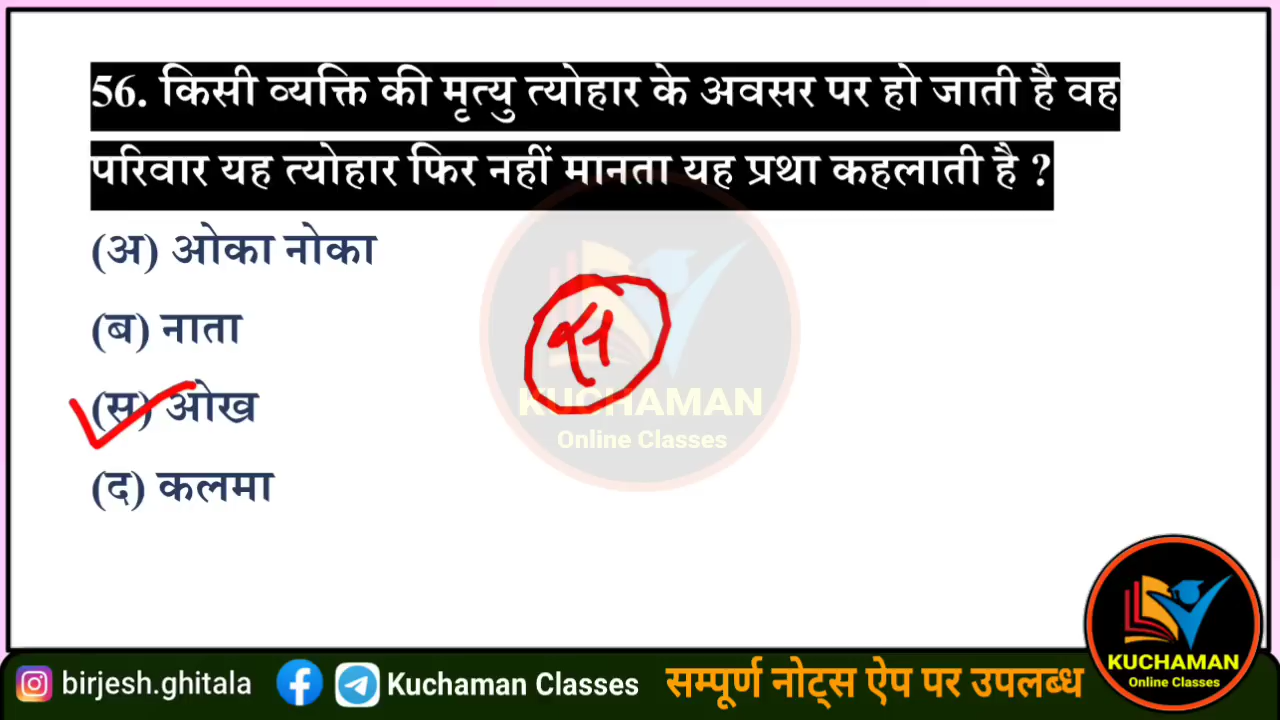 56. किसी व्यक्ति की मृत्यु त्योहार के अवसर पर हो जाती है वह
परिवार यह त्योहार फिर नहीं मानता यह प्रथा कहलाती है ?
(अ) ओका नोका
(ब) नाता
(स) ओख
(द) कलमा
स
KUCHAMAN
Online Classes
KUCHAMAN
Online Classes
birjesh.ghitala
Kuchaman Classes
सम्पूर्ण नोट्स ऐप पर उपलब्ध